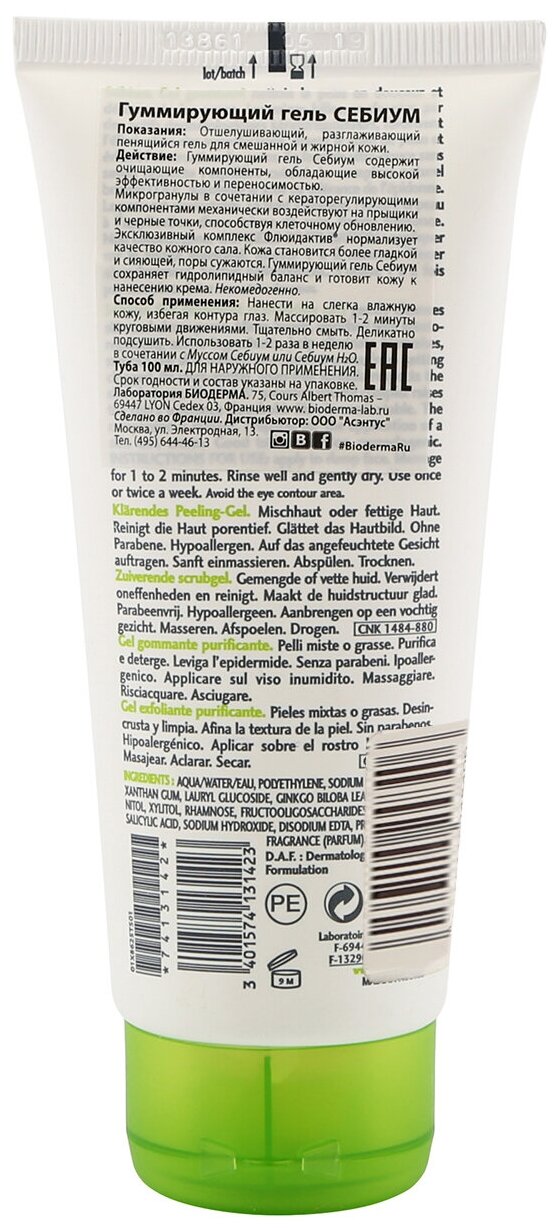 13861 05 19
lot/batch
Гуммирующий гель СЕБИУМ
Показания: Отшелушивающий, разглаживающий
пенящийся гель для смешанной и жирной кожи.
Действие: Гуммирующий гель Себиум содержит
очищающие компоненты, обладающие высокой
эффективностью и переносимостью.
Микрогранулы в сочетании с кераторегулирующими
компонентами механически воздействуют на прыщики
и черные точки, способствуя клеточному обновлению.
Эксклюзивный комплекс Флюидактив® нормализует
качество кожного сала. Кожа становится более гладкой
и сияющей, поры сужаются. Гуммирующий гель Себиум
сохраняет гидролипидный баланс и готовит кожу к
нанесению крема. Некомедогенно.
Способ применения: Нанести на слегка влажную
кожу, избегая контура глаз. Массировать 1-2 минуты
круговыми движениями. Тщательно смыть. Деликатно
подсушить. Использовать 1-2 раза в неделю
в сочетании с Муссом Себиум или Себиум H₂O.
EAC
Туба 100 мл. ДЛЯ НАРУЖНОГО ПРИМЕНЕНИЯ.
Срок годности и состав указаны на упаковке.
Лаборатория БИОДЕРМА. 75, Cours Albert Thomas –
69447 LYON Cedex 03, Франция www.bioderma-lab.ru
Сделано во Франции. Дистрибьютор: ООО "Асэнтус"
Москва, ул. Электродная, 13.
Тел. (495) 644-46-13
#BiodermaRu
for 1 to 2 minutes. Rinse well and gently dry. Use once
or twice a week. Avoid the eye contour area.
Klärendes Peeling-Gel. Mischhaut oder fettige Haut.
Reinigt die Haut porentief. Glättet das Hautbild. Ohne
Parabene. Hypoallergen. Auf das angefeuchtete Gesicht
auftragen. Sanft einmassieren. Abspülen. Trocknen.
Zuiverende scrubgel. Gemengde of vette huid. Verwijdert
oneffenheden en reinigt. Maakt de huidstructuur glad.
Parabeenvrij. Hypoallergeen. Aanbrengen op een vochtig
gezicht. Masseren. Afspoelen. Drogen. CNK 1484-880
Gel gommante purificante. Pelli miste o grasse. Purifica
e deterge. Leviga l'epidermide. Senza parabeni. Ipoaller-
genico. Applicare sul viso inumidito. Massaggiare.
Risciacquare. Asciugare.
Gel exfoliante purificante. Pieles mixtas o grasas. Desin-
crusta y limpia. Afina la textura de la piel. Sin parabenos.
Hipoalergénico. Aplicar sobre el rostro
Masajear. Aclarar. Secar.
INGREDIENTS : AQUA/WATER/EAU, POLYETHYLENE, SODIUM
XANTHAN GUM, LAURYL GLUCOSIDE, GINKGO BILOBA LEA
NITOL, XYLITOL, RHAMNOSE, FRUCTOOLIGOSACCHARIDES
SALICYLIC ACID, SODIUM HYDROXIDE, DISODIUM EDTA, PR
FRAGRANCE (PARFUM)
D.A.F. : Dermatolog
Formulation
01X8625TS01
*7413142*
3 401574 131423
PE
9 M
Laboratoir
F-694
F-1329